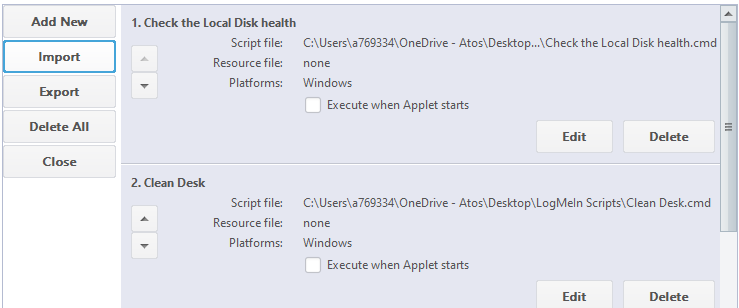 Add New
Import
Export
Delete All
Close
1. Check the Local Disk health
Script file: C:\Users\a769334\OneDrive - Atos\Desktop...\Check the Local Disk health.cmd
Resource file: none
Platforms: Windows
Execute when Applet starts
Edit Delete
2. Clean Desk
Script file: C:\Users\a769334\OneDrive - Atos\Desktop\LogMeIn Scripts\Clean Desk.cmd
Resource file: none
Platforms: Windows
Execute when Applet starts
Edit Delete